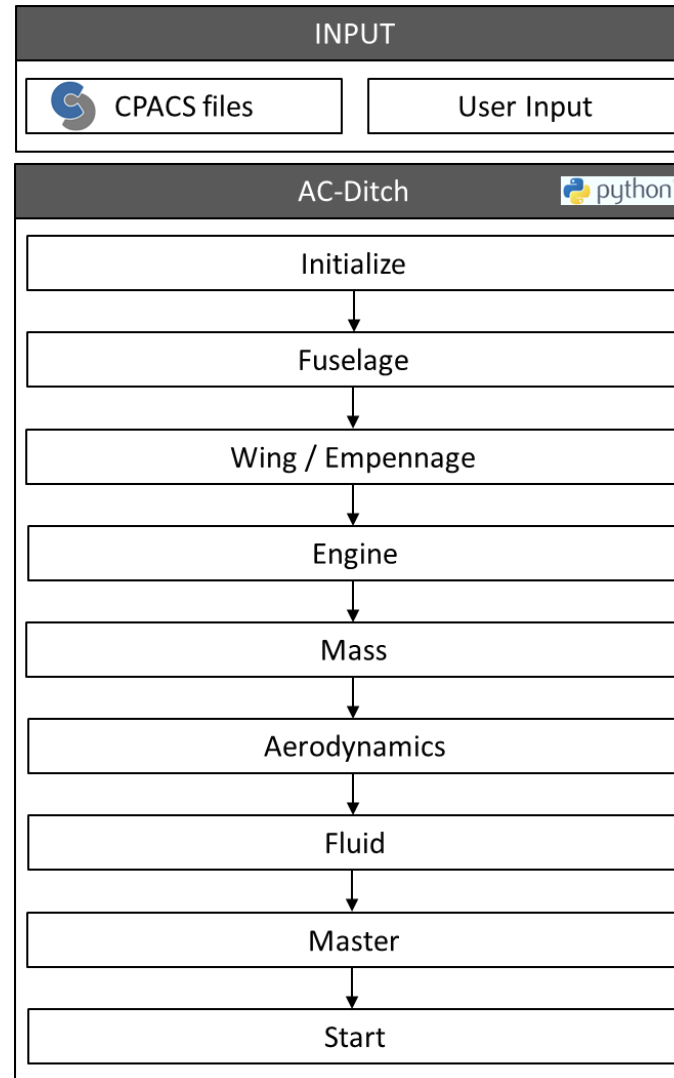 INPUT
CPACS files
User Input
AC-Ditch
python
Initialize
Fuselage
Wing / Empennage
Engine
Mass
Aerodynamics
Fluid
Master
Start